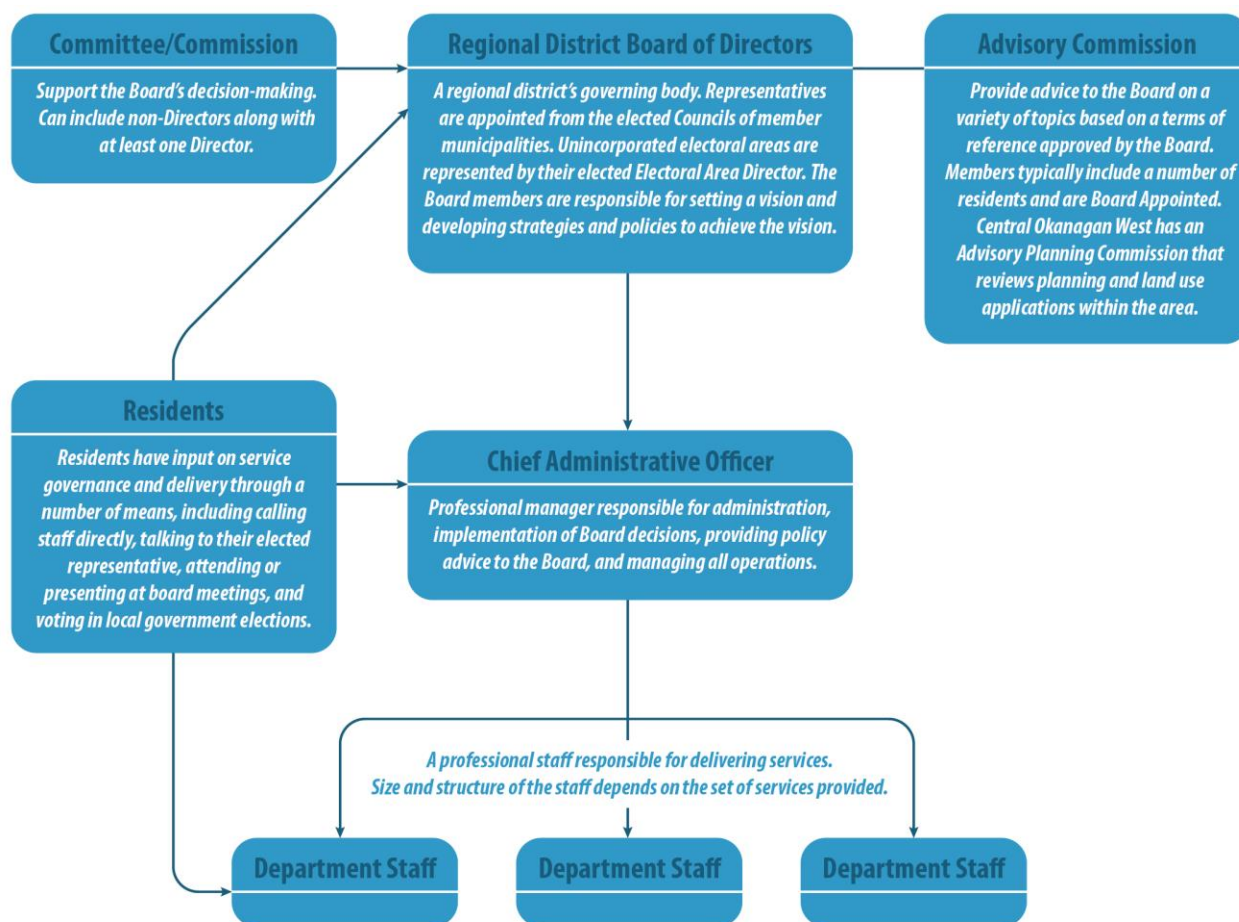 Committee/Commission
Support the Board's decision-making.
Can include non-Directors along with
at least one Director.
Regional District Board of Directors
A regional district's governing body. Representatives
are appointed from the elected Councils of member
municipalities. Unincorporated electoral areas are
represented by their elected Electoral Area Director. The
Board members are responsible for setting a vision and
developing strategies and policies to achieve the vision.
Advisory Commission
Provide advice to the Board on a
variety of topics based on a terms of
reference approved by the Board.
Members typically include a number of
residents and are Board Appointed.
Central Okanagan West has an
Advisory Planning Commission that
reviews planning and land use
applications within the area.
Residents
Residents have input on service
governance and delivery through a
number of means, including calling
staff directly, talking to their elected
representative, attending or
presenting at board meetings, and
voting in local government elections.
Chief Administrative Officer
Professional manager responsible for administration,
implementation of Board decisions, providing policy
advice to the Board, and managing all operations.
A professional staff responsible for delivering services.
Size and structure of the staff depends on the set of services provided.
Department Staff
Department Staff
Department Staff